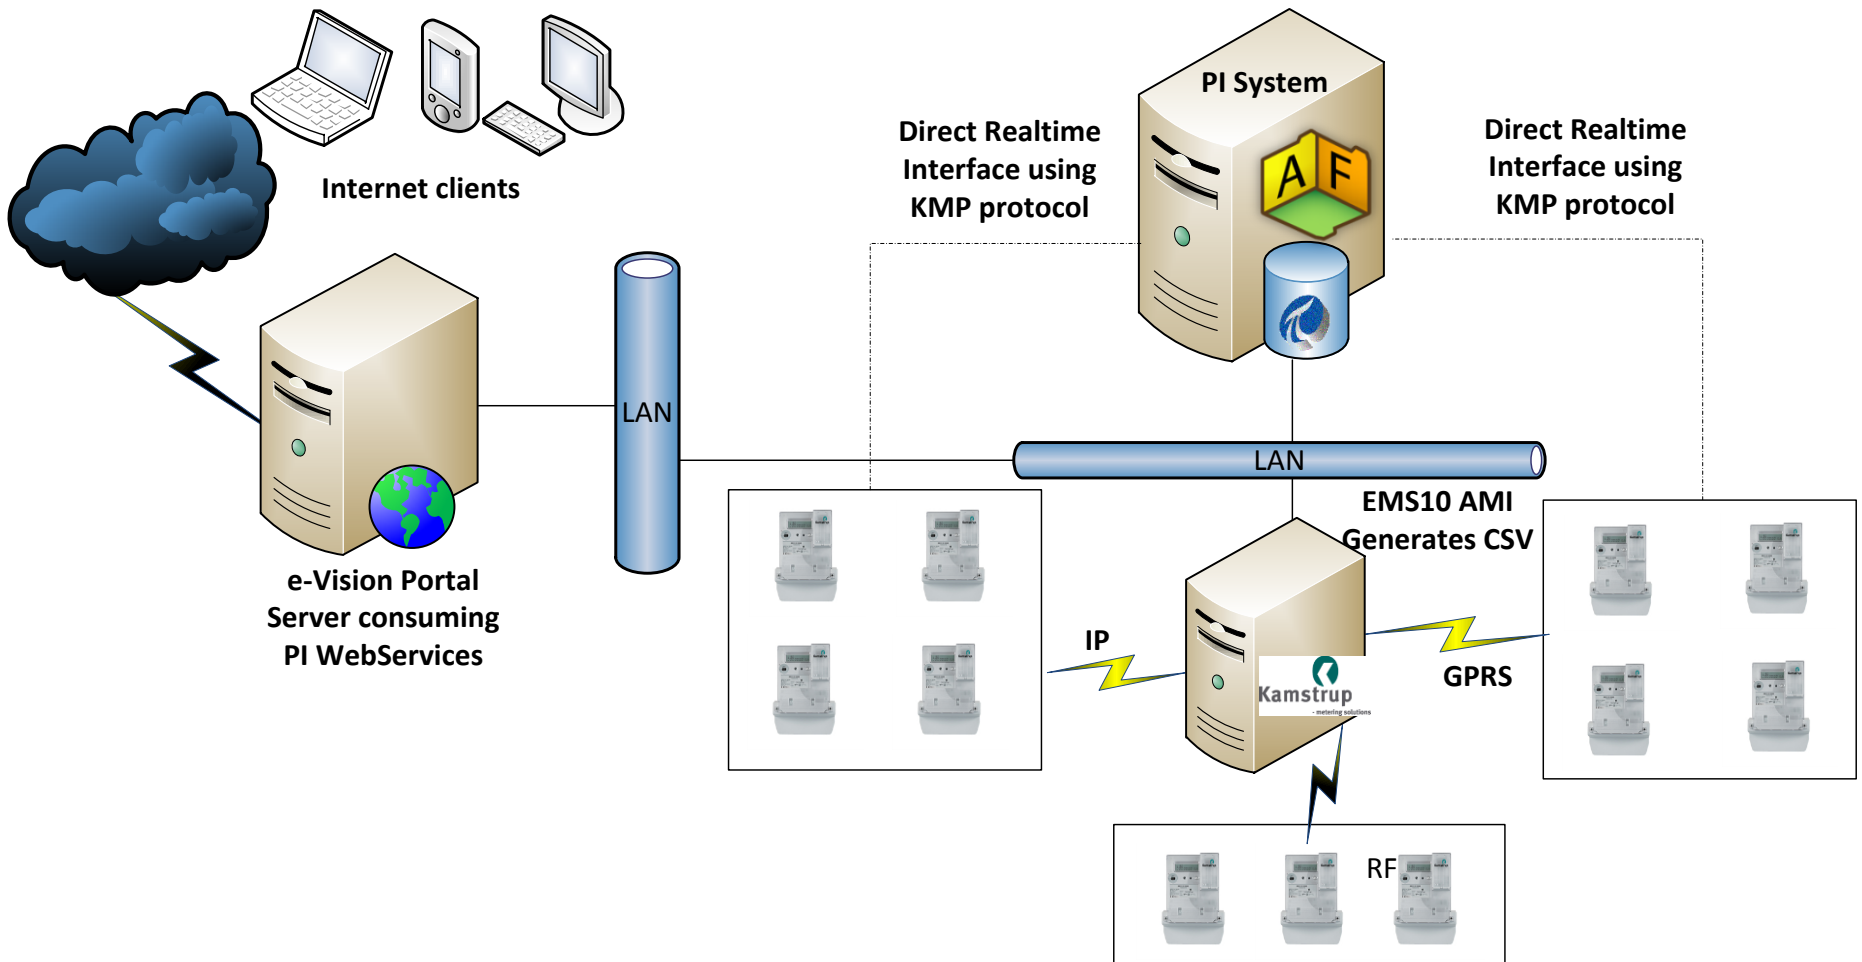 Internet clients
PI System
A F
Direct Realtime
Interface using
KMP protocol
Direct Realtime
Interface using
KMP protocol
LAN
LAN
e-Vision Portal
Server consuming
PI WebServices
EMS10 AMI
Generates CSV
IP
GPRS
Kamstrup
- metering solutions
RF